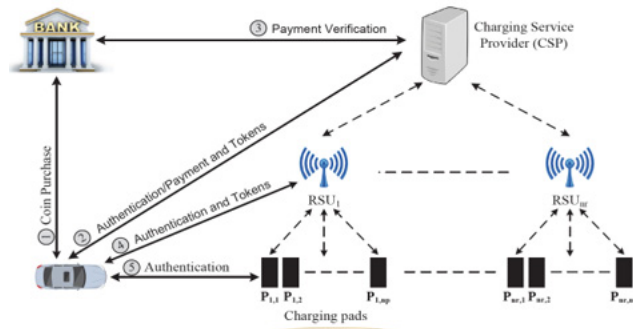 BANK
③ Payment Verification
Charging Service
Provider (CSP)
① Coin Purchase
② Authentication/Payment and Tokens
④ Authentication and Tokens
RSU₁
RSUₙᵣ
⑤ Authentication
P₁,₁ P₁,₂ P₁,ₙₚ
Pₙᵣ,₁ Pₙᵣ,₂
Charging pads